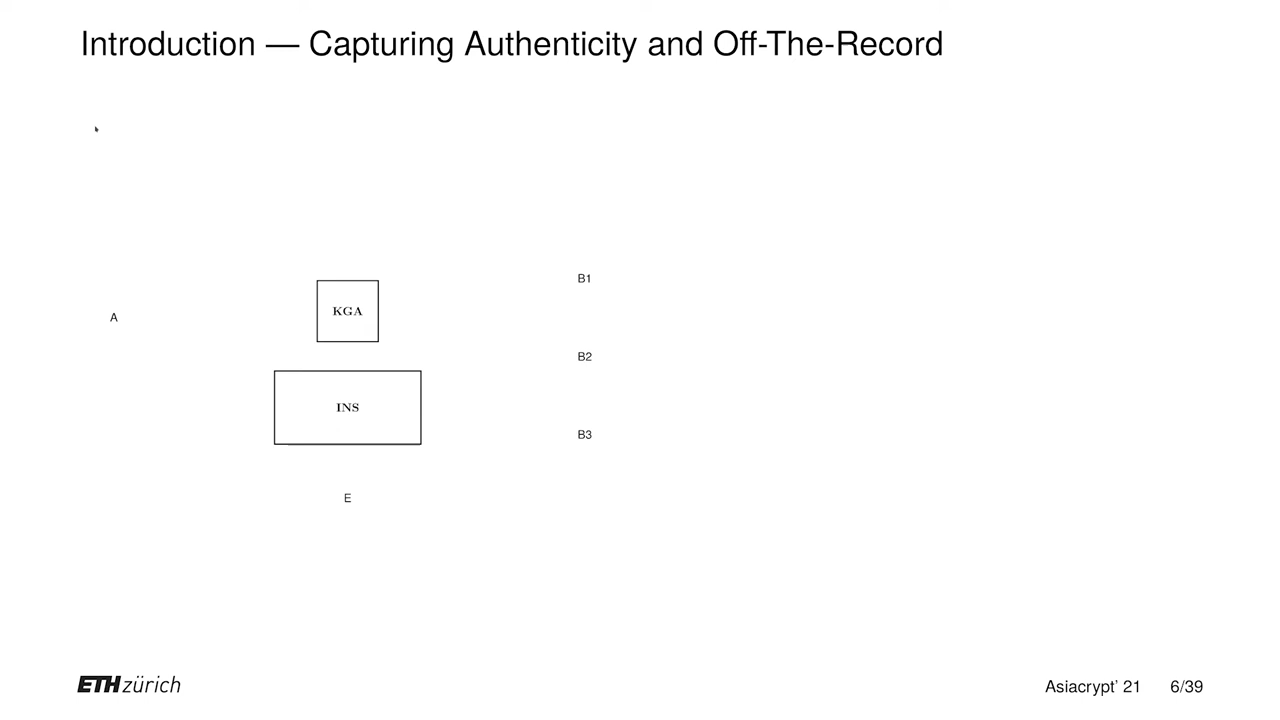 Introduction — Capturing Authenticity and Off-The-Record
B1
KGA
A
B2
INS
B3
E
ETH zürich
Asiacrypt' 21 6/39